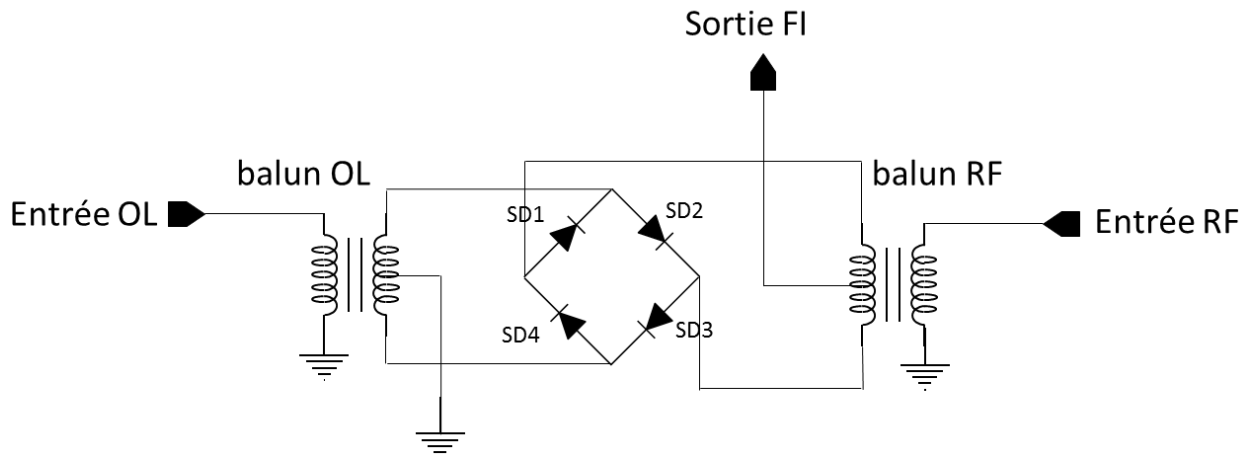 Sortie FI
balun OL
balun RF
Entrée OL
SD1
SD2
Entrée RF
SD4
SD3